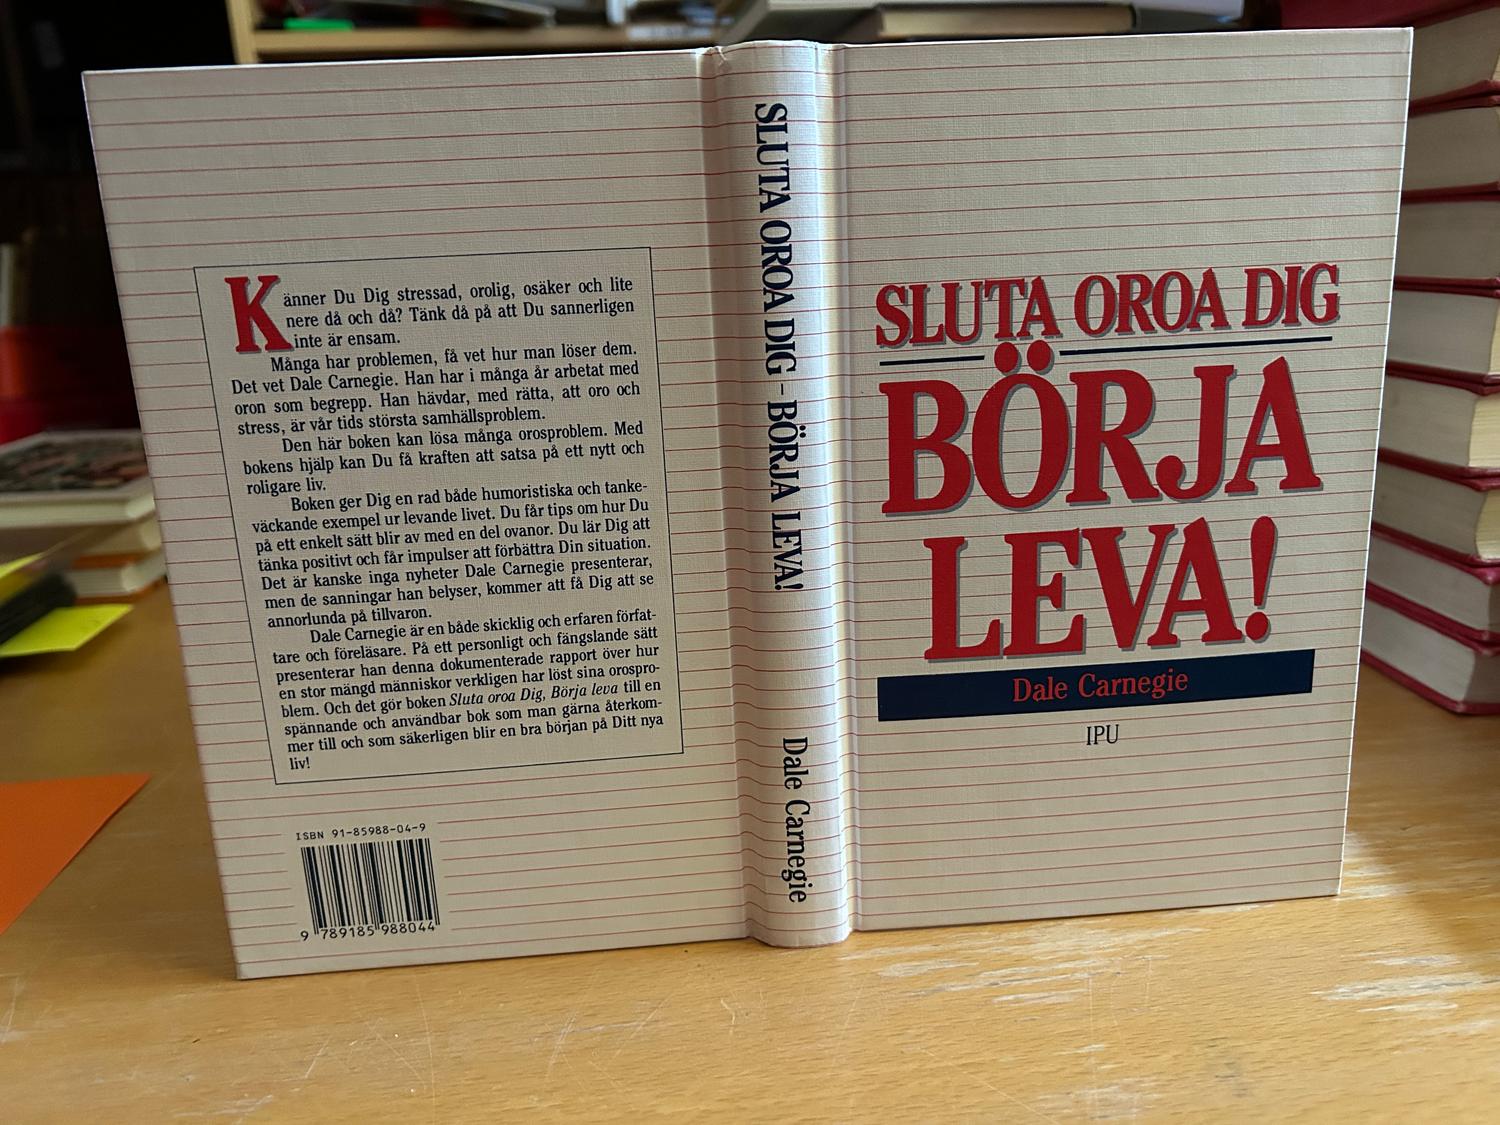 Känner Du Dig stressad, orolig, osäker och lite
nere då och då? Tänk då på att Du sannerligen
inte är ensam.
Många har problemen, få vet hur man löser dem.
Det vet Dale Carnegie. Han har i många år arbetat med
oron som begrepp. Han hävdar, med rätta, att oro och
stress, är vår tids största samhällsproblem.
Den här boken kan lösa många orosproblem. Med
bokens hjälp kan Du få kraften att satsa på ett nytt och
roligare liv.
Boken ger Dig en rad både humoristiska och tanke-
väckande exempel ur levande livet. Du får tips om hur Du
på ett enkelt sätt blir av med en del ovanor. Du lär Dig att
tänka positivt och får impulser att förbättra Din situation.
Det är kanske inga nyheter Dale Carnegie presenterar,
men de sanningar han belyser, kommer att få Dig att se
annorlunda på tillvaron.
Dale Carnegie är en både skicklig och erfaren förfat-
tare och föreläsare. På ett personligt och fängslande sätt
presenterar han denna dokumenterade rapport över hur
en stor mängd människor verkligen har löst sina orospro-
blem. Och det gör boken Sluta oroa Dig, Börja leva till en
spännande och användbar bok som man gärna återkom-
mer till och som säkerligen blir en bra början på Ditt nya
liv!
ISBN 91-85988-04-9
9 789185 988044
SLUTA OROA DIG – BÖRJA LEVA!
Dale Carnegie
SLUTA OROA DIG
BÖRJA
LEVA!
Dale Carnegie
IPU